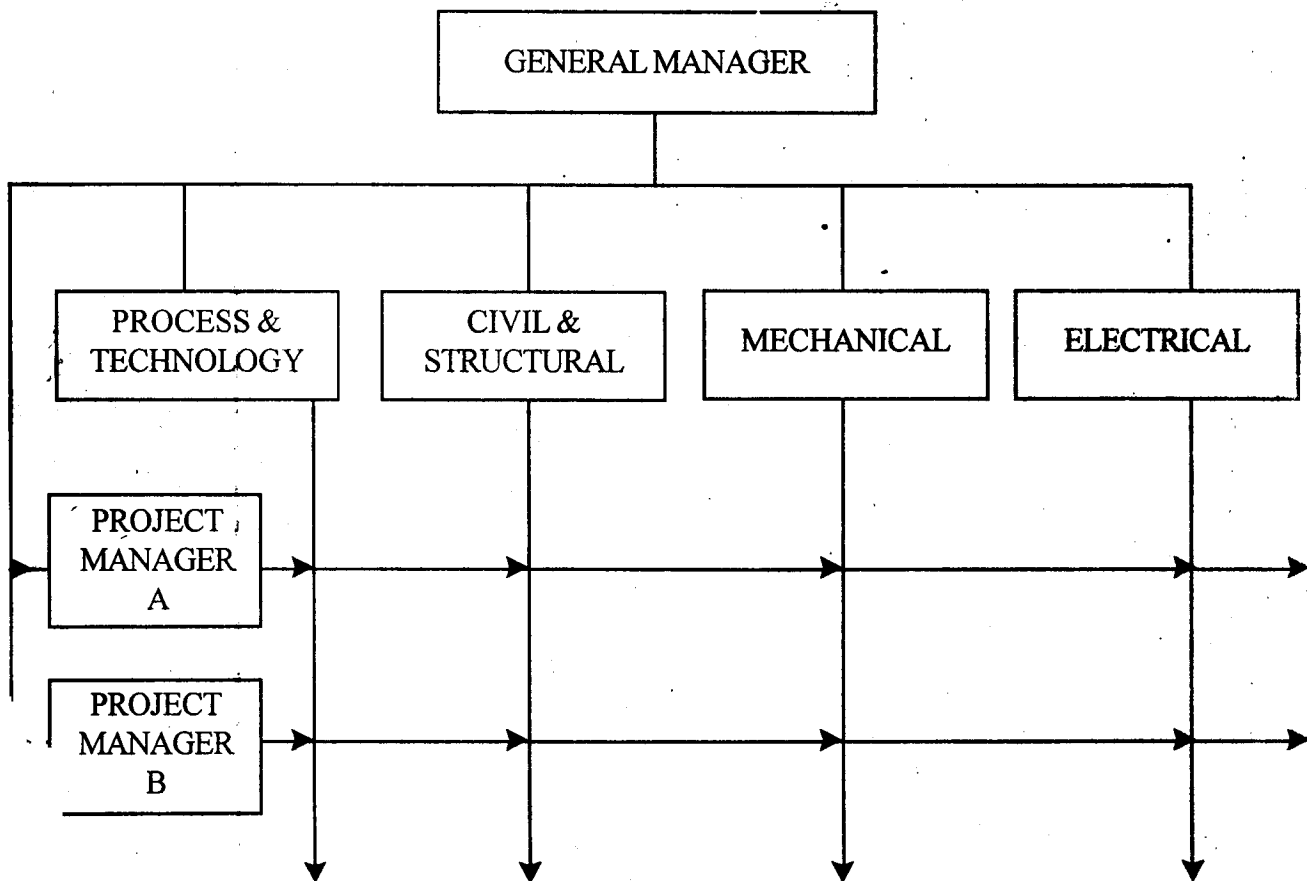 GENERAL MANAGER
PROCESS &
TECHNOLOGY
CIVIL &
STRUCTURAL
MECHANICAL
ELECTRICAL
PROJECT
MANAGER
A
PROJECT
MANAGER
B